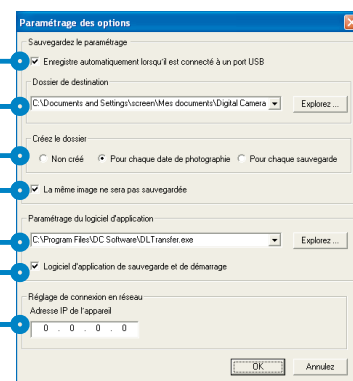 Paramétrage des options
Sauvegardez le paramétrage
Enregistre automatiquement lorsqu'il est connecté à un port USB
Dossier de destination
C:\Documents and Settings\screen\Mes documents\Digital Camera
Explorez ...
Créez le dossier
Non créé Pour chaque date de photographie Pour chaque sauvegarde
La même image ne sera pas sauvegardée
Paramétrage du logiciel d'application
C:\Program Files\DC Software\DLTransfer.exe
Explorez ...
Logiciel d'application de sauvegarde et de démarrage
Réglage de connexion en réseau
Adresse IP de l'appareil
0 . 0 . 0 . 0
OK Annulez